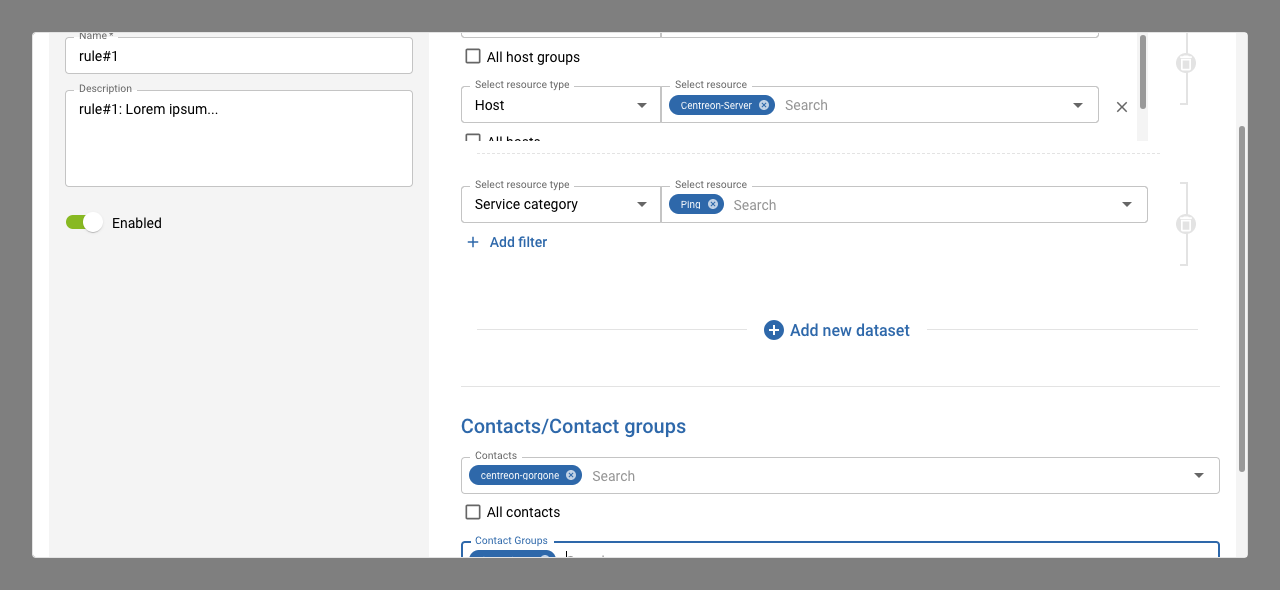 Name *
rule#1
Description
rule#1: Lorem ipsum...
Enabled
All host groups
Select resource type
Select resource
Host
Centreon-Server
Search
All hosts
Select resource type
Select resource
Service category
Ping
Search
Add filter
Add new dataset
Contacts/Contact groups
Contacts
centreon-gorgone
Search
All contacts
Contact Groups